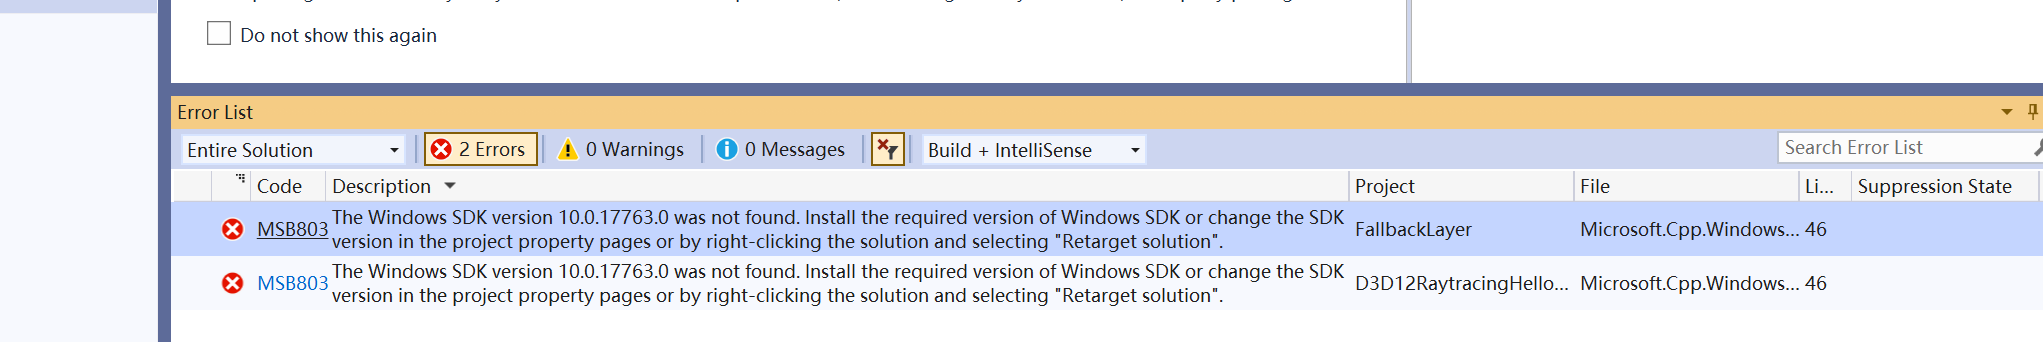 Do not show this again
Error List
Entire Solution
2 Errors
0 Warnings
0 Messages
Build + IntelliSense
Search Error List
Code Description Project File Li... Suppression State
MSB803 The Windows SDK version 10.0.17763.0 was not found. Install the required version of Windows SDK or change the SDK
version in the project property pages or by right-clicking the solution and selecting "Retarget solution". FallbackLayer Microsoft.Cpp.Windows... 46
MSB803 The Windows SDK version 10.0.17763.0 was not found. Install the required version of Windows SDK or change the SDK
version in the project property pages or by right-clicking the solution and selecting "Retarget solution". D3D12RaytracingHello... Microsoft.Cpp.Windows... 46